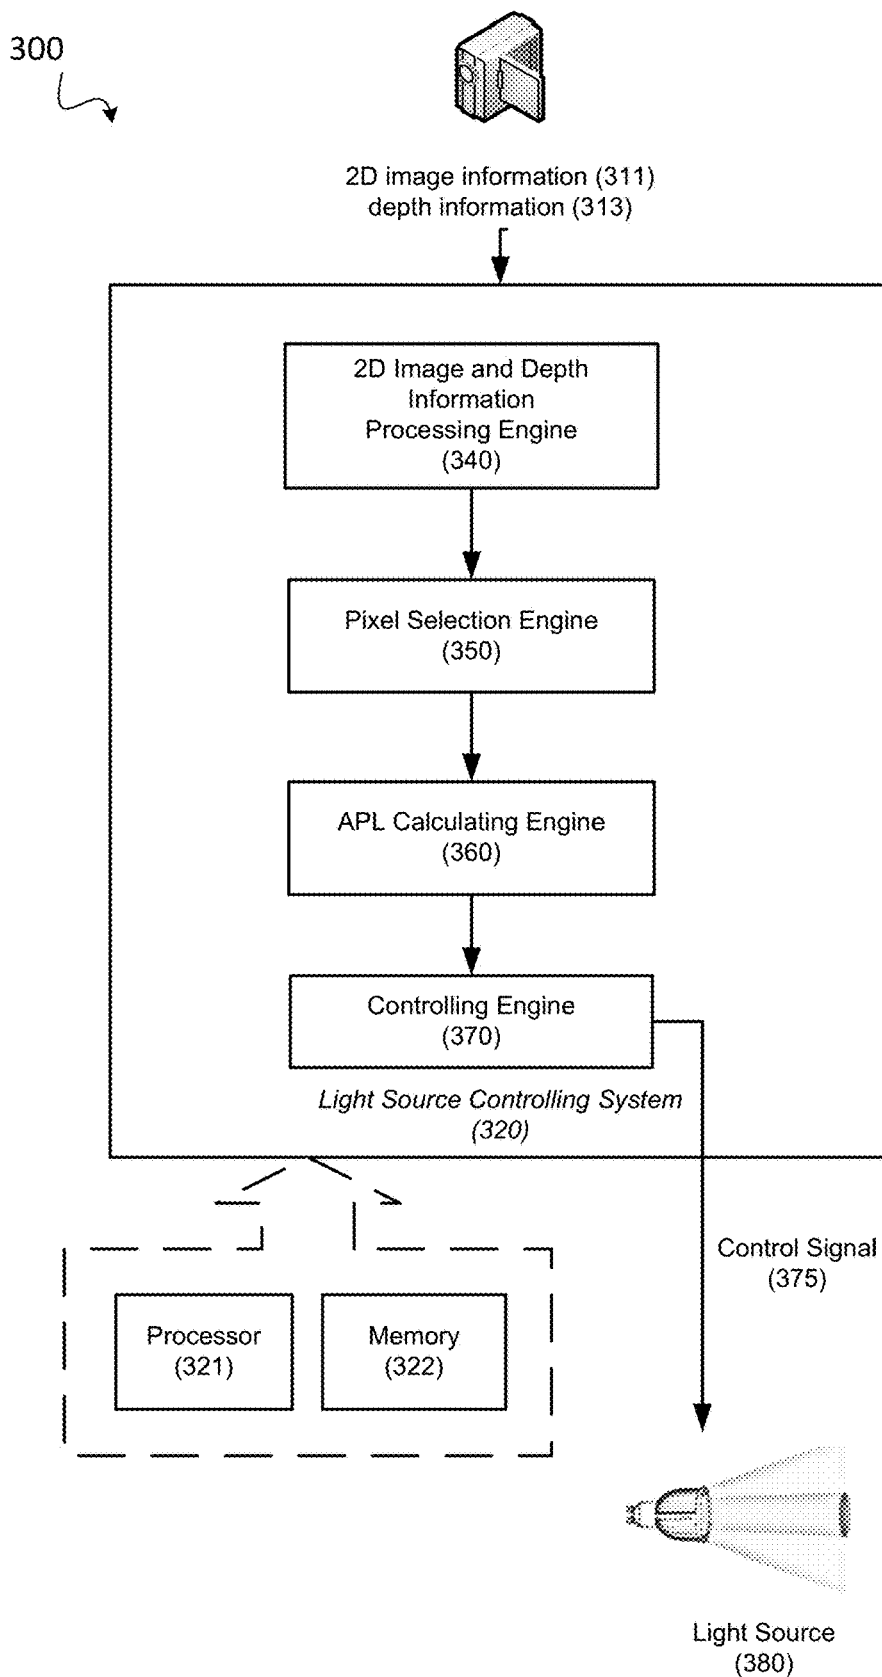 300
2D image information (311)
depth information (313)
2D Image and Depth
Information
Processing Engine
(340)
Pixel Selection Engine
(350)
APL Calculating Engine
(360)
Controlling Engine
(370)
Light Source Controlling System
(320)
Control Signal
(375)
Processor
(321)
Memory
(322)
Light Source
(380)